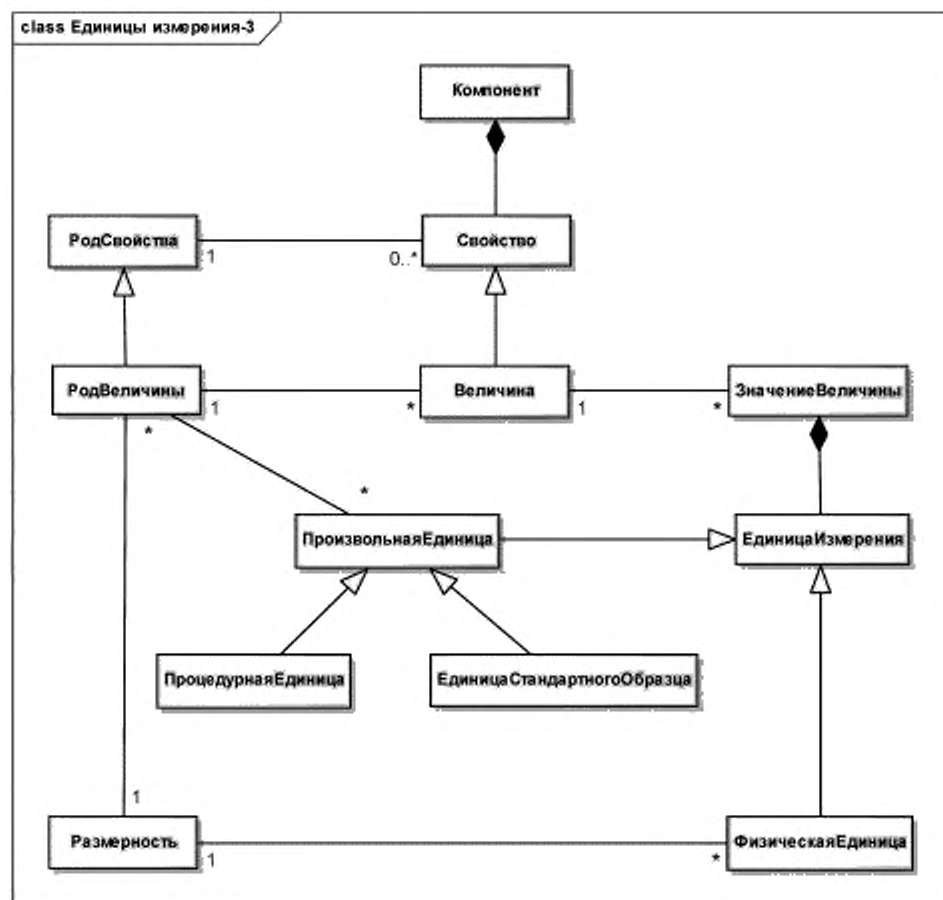 class Единицы измерения-3
Компонент
РодСвойства
1
0..*
Свойство
РодВеличины
1
*
Величина
1
*
ЗначениеВеличины
*
*
ПроизвольнаяЕдиница
ЕдиницаИзмерения
ПроцедурнаяЕдиница
ЕдиницаСтандартногоОбразца
1
Размерность
1
*
ФизическаяЕдиница